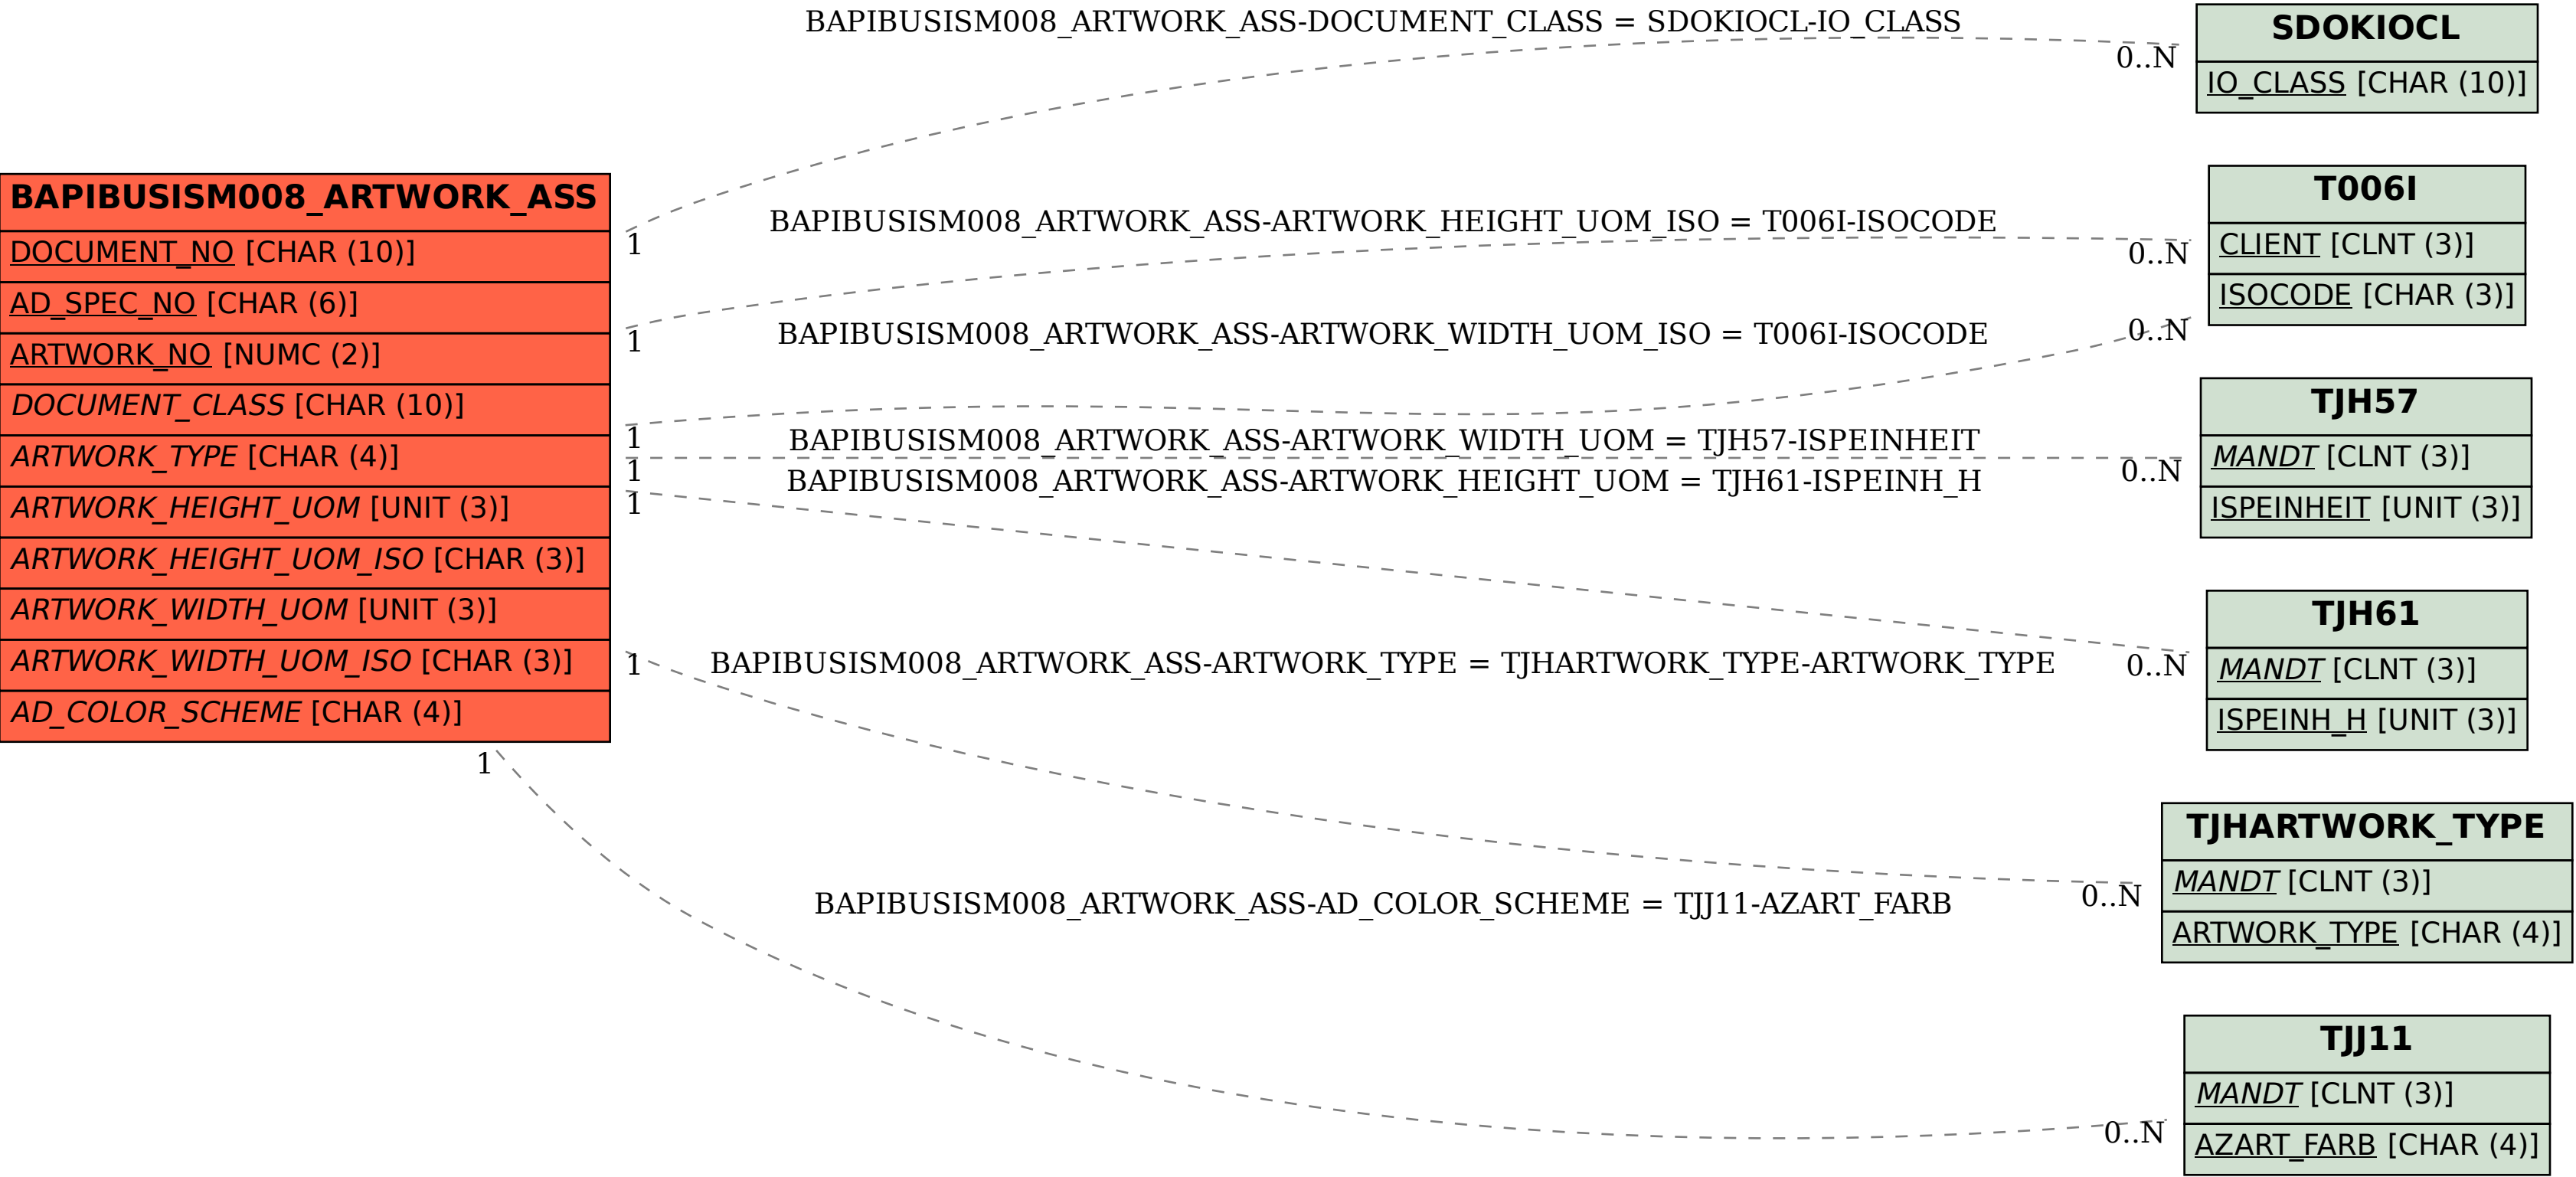 BAPIBUSISM008_ARTWORK_ASS
DOCUMENT_NO [CHAR (10)]
AD_SPEC_NO [CHAR (6)]
ARTWORK_NO [NUMC (2)]
DOCUMENT_CLASS [CHAR (10)]
ARTWORK_TYPE [CHAR (4)]
ARTWORK_HEIGHT_UOM [UNIT (3)]
ARTWORK_HEIGHT_UOM_ISO [CHAR (3)]
ARTWORK_WIDTH_UOM [UNIT (3)]
ARTWORK_WIDTH_UOM_ISO [CHAR (3)]
AD_COLOR_SCHEME [CHAR (4)]
BAPIBUSISM008_ARTWORK_ASS-DOCUMENT_CLASS = SDOKIOCL-IO_CLASS
1
0..N
BAPIBUSISM008_ARTWORK_ASS-ARTWORK_HEIGHT_UOM_ISO = T006I-ISOCODE
1
0..N
BAPIBUSISM008_ARTWORK_ASS-ARTWORK_WIDTH_UOM_ISO = T006I-ISOCODE
1
0..N
BAPIBUSISM008_ARTWORK_ASS-ARTWORK_WIDTH_UOM = TJH57-ISPEINHEIT
1
0..N
BAPIBUSISM008_ARTWORK_ASS-ARTWORK_HEIGHT_UOM = TJH61-ISPEINH_H
1
0..N
BAPIBUSISM008_ARTWORK_ASS-ARTWORK_TYPE = TJHARTWORK_TYPE-ARTWORK_TYPE
1
0..N
BAPIBUSISM008_ARTWORK_ASS-AD_COLOR_SCHEME = TJJ11-AZART_FARB
1
0..N
SDOKIOCL
IO_CLASS [CHAR (10)]
T006I
CLIENT [CLNT (3)]
ISOCODE [CHAR (3)]
TJH57
MANDT [CLNT (3)]
ISPEINHEIT [UNIT (3)]
TJH61
MANDT [CLNT (3)]
ISPEINH_H [UNIT (3)]
TJHARTWORK_TYPE
MANDT [CLNT (3)]
ARTWORK_TYPE [CHAR (4)]
TJJ11
MANDT [CLNT (3)]
AZART_FARB [CHAR (4)]